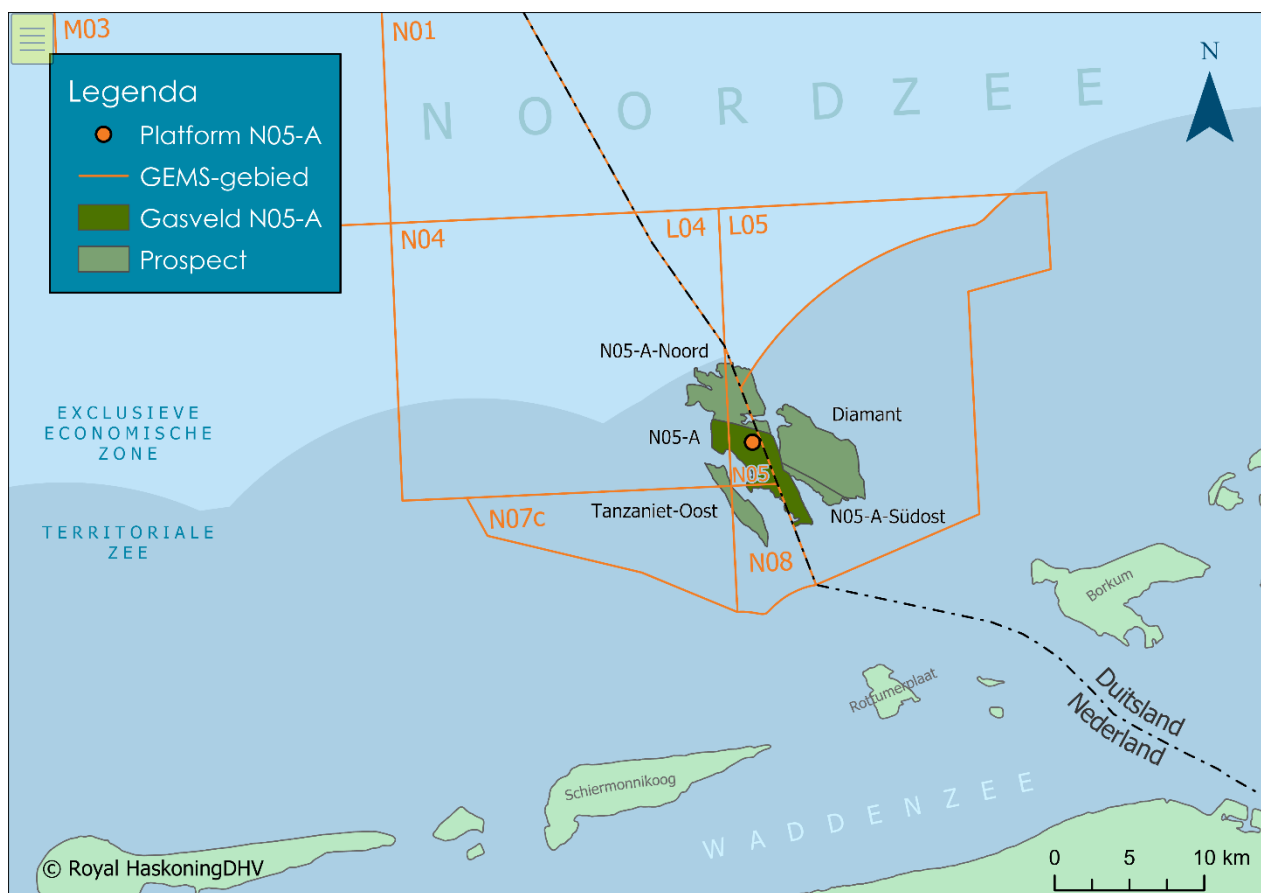 M03
N01
Legenda
Platform N05-A
GEMS-gebied
Gasveld N05-A
Prospect
NOORDZEE
N
N04
L04
L05
N05-A-Noord
Diamant
N05-A
N05
EXCLUSIEVE
ECONOMISCHE
ZONE
Tanzaniet-Oost
N05-A-Südost
N07c
TERRITORIALE
ZEE
N08
Borkum
Rottumerplaat
Duitsland
Nederland
Schiermonnikoog
WADDENZEE
© Royal HaskoningDHV
0 5 10 km